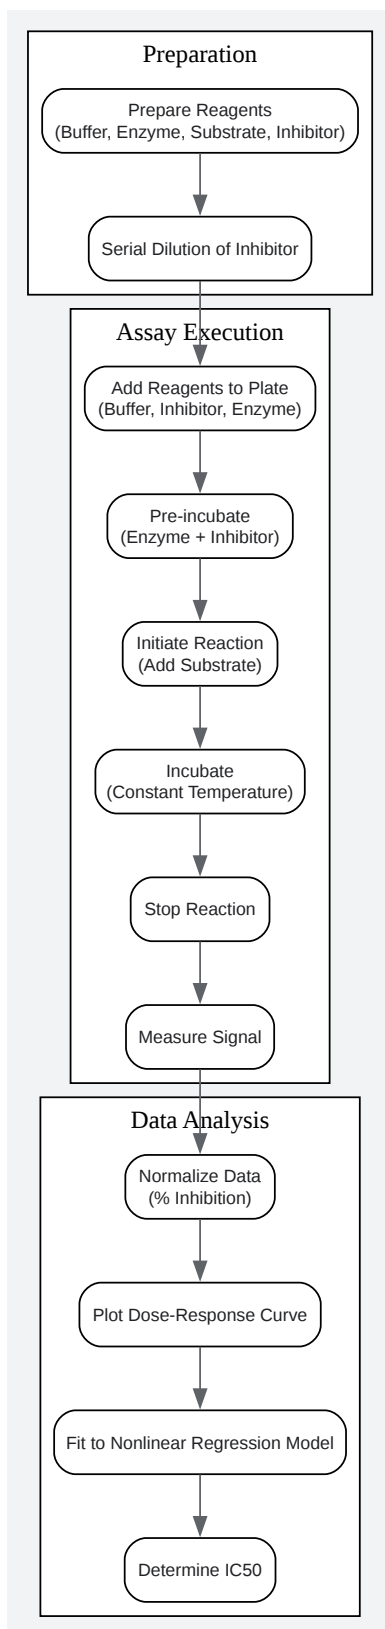 Preparation
Prepare Reagents
(Buffer, Enzyme, Substrate, Inhibitor)
Serial Dilution of Inhibitor
Assay Execution
Add Reagents to Plate
(Buffer, Inhibitor, Enzyme)
Pre-incubate
(Enzyme + Inhibitor)
Initiate Reaction
(Add Substrate)
Incubate
(Constant Temperature)
Stop Reaction
Measure Signal
Data Analysis
Normalize Data
(% Inhibition)
Plot Dose-Response Curve
Fit to Nonlinear Regression Model
Determine IC50